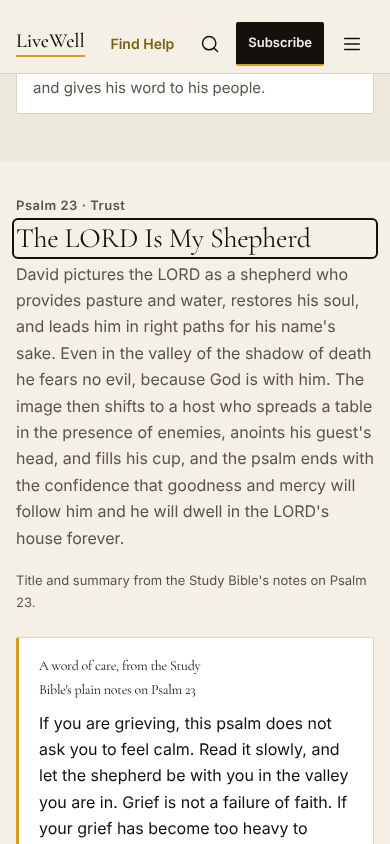 LiveWell
Find Help
Subscribe
and gives his word to his people.
Psalm 23 · Trust
The LORD Is My Shepherd
David pictures the LORD as a shepherd who
provides pasture and water, restores his soul,
and leads him in right paths for his name's
sake. Even in the valley of the shadow of death
he fears no evil, because God is with him. The
image then shifts to a host who spreads a table
in the presence of enemies, anoints his guest's
head, and fills his cup, and the psalm ends with
the confidence that goodness and mercy will
follow him and he will dwell in the LORD's
house forever.
Title and summary from the Study Bible's notes on Psalm
23.
A word of care, from the Study
Bible's plain notes on Psalm 23
If you are grieving, this psalm does not
ask you to feel calm. Read it slowly, and
let the shepherd be with you in the valley
you are in. Grief is not a failure of faith. If
your grief has become too heavy to